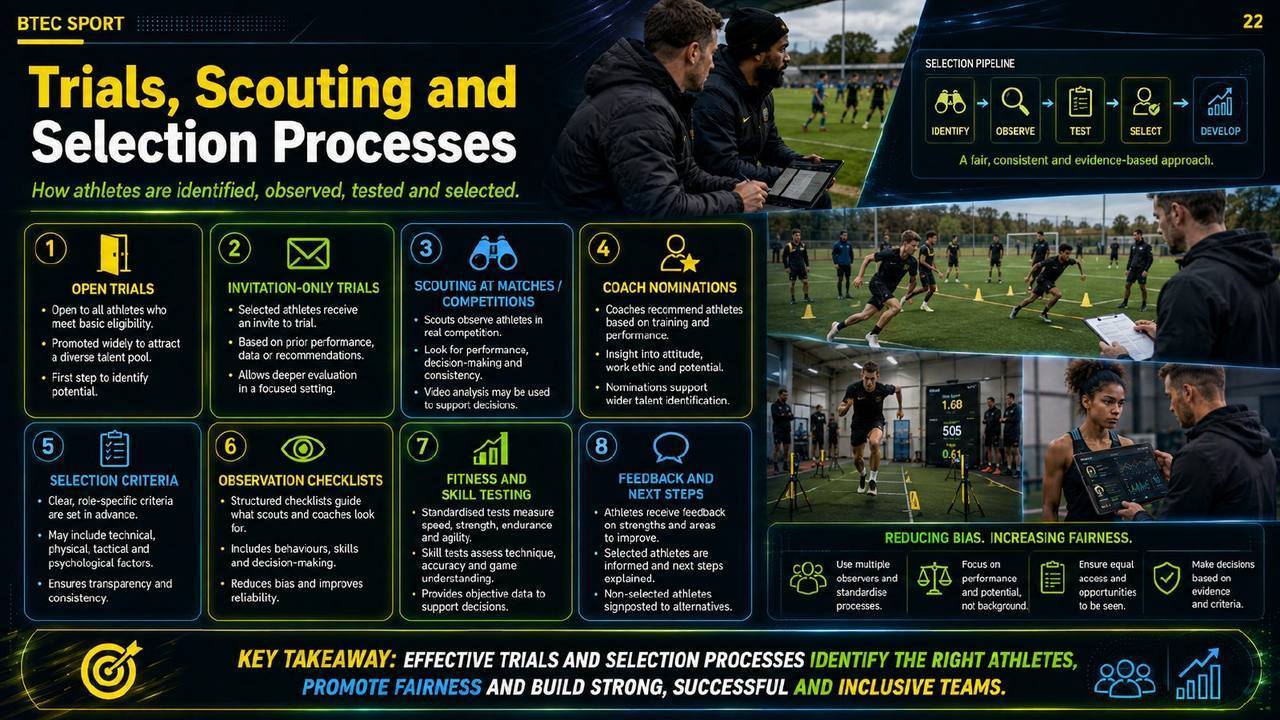 BTEC SPORT
22
Trials, Scouting and
Selection Processes
How athletes are identified, observed, tested and selected.
SELECTION PIPELINE
IDENTIFY
OBSERVE
TEST
SELECT
DEVELOP
A fair, consistent and evidence-based approach.
1
OPEN TRIALS
• Open to all athletes who
meet basic eligibility.
• Promoted widely to attract
a diverse talent pool.
• First step to identify
potential.
2
INVITATION-ONLY TRIALS
• Selected athletes receive
an invite to trial.
• Based on prior performance,
data or recommendations.
• Allows deeper evaluation
in a focused setting.
3
SCOUTING AT MATCHES /
COMPETITIONS
• Scouts observe athletes in
real competition.
• Look for performance,
decision-making and
consistency.
• Video analysis may be used
to support decisions.
4
COACH NOMINATIONS
• Coaches recommend athletes
based on training and
performance.
• Insight into attitude,
work ethic and potential.
• Nominations support
wider talent identification.
5
SELECTION CRITERIA
• Clear, role-specific criteria
are set in advance.
• May include technical,
physical, tactical and
psychological factors.
• Ensures transparency and
consistency.
6
OBSERVATION CHECKLISTS
• Structured checklists guide
what scouts and coaches look
for.
• Includes behaviours, skills
and decision-making.
• Reduces bias and improves
reliability.
7
FITNESS AND
SKILL TESTING
• Standardised tests measure
speed, strength, endurance
and agility.
• Skill tests assess technique,
accuracy and game
understanding.
• Provides objective data to
support decisions.
8
FEEDBACK AND
NEXT STEPS
• Athletes receive feedback
on strengths and areas
to improve.
• Selected athletes are
informed and next steps
explained.
• Non-selected athletes
signposted to alternatives.
1.68
505
0.61
REDUCING BIAS. INCREASING FAIRNESS.
Use multiple
observers and
standardise
processes.
Focus on
performance
and potential,
not background.
Ensure equal
access and
opportunities
to be seen.
Make decisions
based on
evidence
and criteria.
KEY TAKEAWAY: EFFECTIVE TRIALS AND SELECTION PROCESSES IDENTIFY THE RIGHT ATHLETES,
PROMOTE FAIRNESS AND BUILD STRONG, SUCCESSFUL AND INCLUSIVE TEAMS.